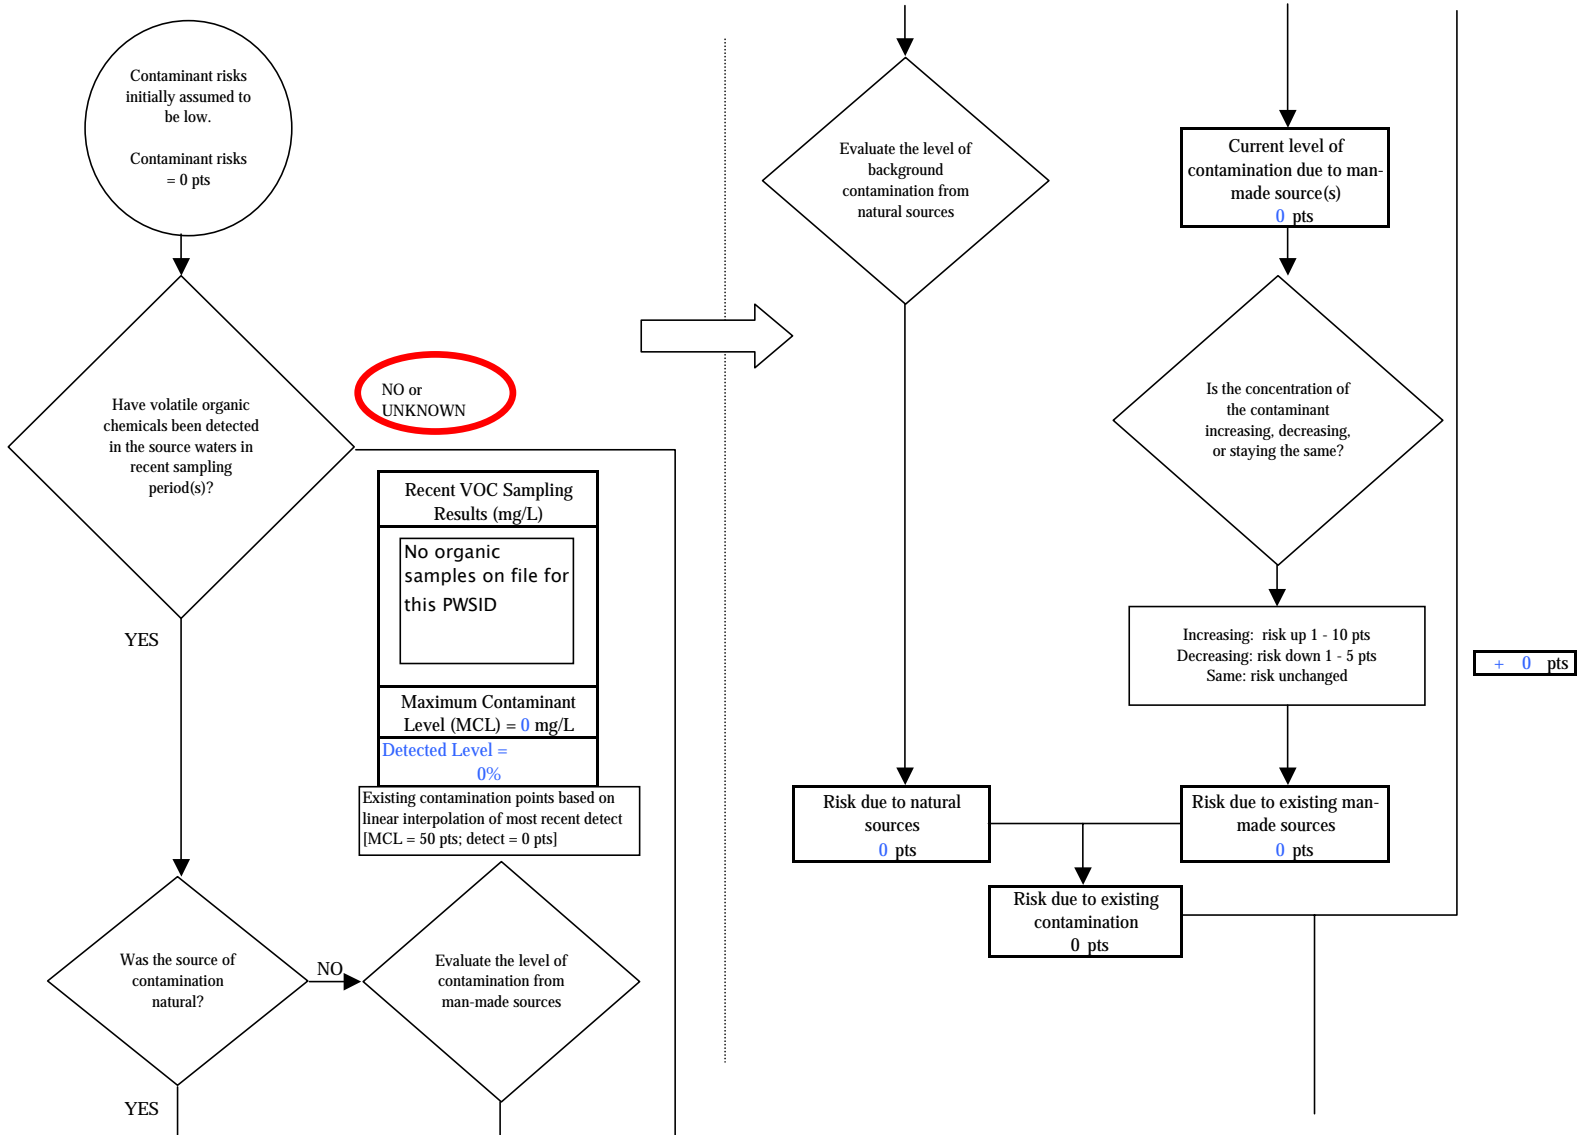 Contaminant risks
initially assumed to
be low.
Contaminant risks
= 0 pts
Have volatile organic
chemicals been detected
in the source waters in
recent sampling
period(s)?
NO or
UNKNOWN
YES
Recent VOC Sampling
Results (mg/L)
No organic
samples on file for
this PWSID
Maximum Contaminant
Level (MCL) = 0 mg/L
Detected Level =
0%
Existing contamination points based on
linear interpolation of most recent detect
[MCL = 50 pts; detect = 0 pts]
Was the source of
contamination
natural?
NO
YES
Evaluate the level of
contamination from
man-made sources
Evaluate the level of
background
contamination from
natural sources
Current level of
contamination due to man-
made source(s)
0 pts
Is the concentration of
the contaminant
increasing, decreasing,
or staying the same?
Increasing: risk up 1 - 10 pts
Decreasing: risk down 1 - 5 pts
Same: risk unchanged
+ 0 pts
Risk due to natural
sources
0 pts
Risk due to existing man-
made sources
0 pts
Risk due to existing
contamination
0 pts